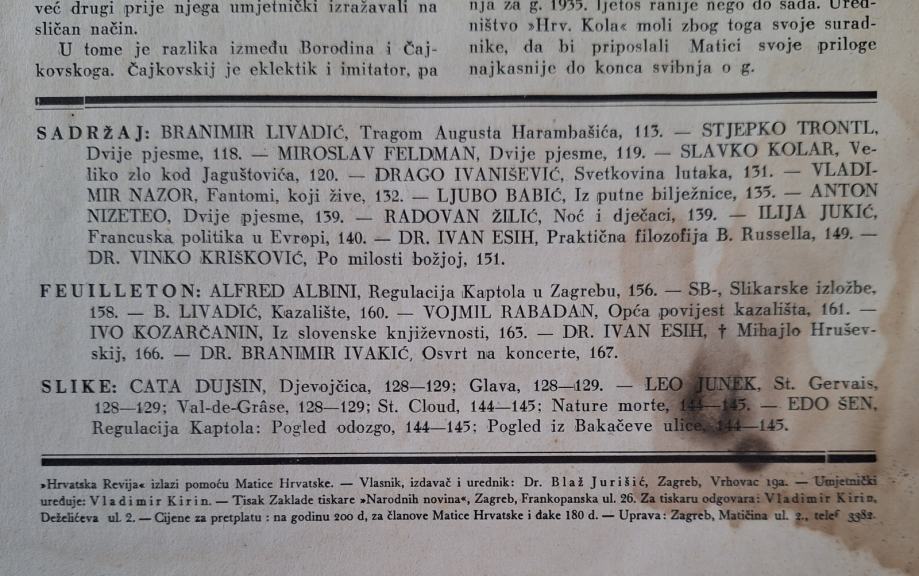 već drugi prije njega umjetnički izražavali na
sličan način.
U tome je razlika između Borodina i Čaj-
kovskoga. Čajkovskij je eklektik i imitator, pa
nja za g. 1935. ljetos ranije nego do sada. Ured-
ništvo »Hrv. Kola« moli zbog toga svoje surad-
nike, da bi priposlali Matici svoje priloge
najkasnije do konca svibnja o g.
SADRŽAJ: BRANIMIR LIVADIĆ, Tragom Augusta Harambašića, 113. — STJEPKO TRONTL,
Dvije pjesme, 118. — MIROSLAV FELDMAN, Dvije pjesme, 119. — SLAVKO KOLAR, Ve-
liko zlo kod Jaguštovića, 120. — DRAGO IVANIŠEVIĆ, Svetkovina lutaka, 131. — VLADI-
MIR NAZOR, Fantomi, koji žive, 132. — LJUBO BABIĆ, Iz putne bilježnice, 133. — ANTON
NIZETEO, Dvije pjesme, 139. — RADOVAN ŽILIĆ, Noć i dječaci, 139. — ILIJA JUKIĆ,
Francuska politika u Evropi, 140. — DR. IVAN ESIH, Praktična filozofija B. Russella, 149. —
DR. VINKO KRIŠKOVIĆ, Po milosti božjoj, 151.
FEUILLETON: ALFRED ALBINI, Regulacija Kaptola u Zagrebu, 156. — SB-, Slikarske izložbe,
158. — B. LIVADIĆ, Kazalište, 160. — VOJMIL RABADAN, Opća povijest kazališta, 161. —
IVO KOZARČANIN, Iz slovenske književnosti, 163. — DR. IVAN ESIH, † Mihajlo Hrušev-
skij, 166. — DR. BRANIMIR IVAKIĆ, Osvrt na koncerte, 167.
SLIKE: CATA DUJŠIN, Djevojčica, 128—129; Glava, 128—129. — LEO JUNEK, St. Gervais,
128—129; Val-de-Grâse, 128—129; St. Cloud, 144—145; Nature morte, 144—145. — EDO ŠEN,
Regulacija Kaptola: Pogled odozgo, 144—145; Pogled iz Bakačeve ulice, 144—145.
»Hrvatska Revija« izlazi pomoću Matice Hrvatske. — Vlasnik, izdavač i urednik: Dr. Blaž Jurišić, Zagreb, Vrhovac 19a. — Umjetnički
uređuje: Vladimir Kirin. — Tisak Zaklade tiskare »Narodnih novina«, Zagreb, Frankopanska ul. 26. Za tiskaru odgovara: Vladimir Kirin,
Deželićeva ul. 2. — Cijene za pretplatu : na godinu 200 d, za članove Matice Hrvatske i đake 180 d. — Uprava: Zagreb, Matičina ul. 2., telef 3382.